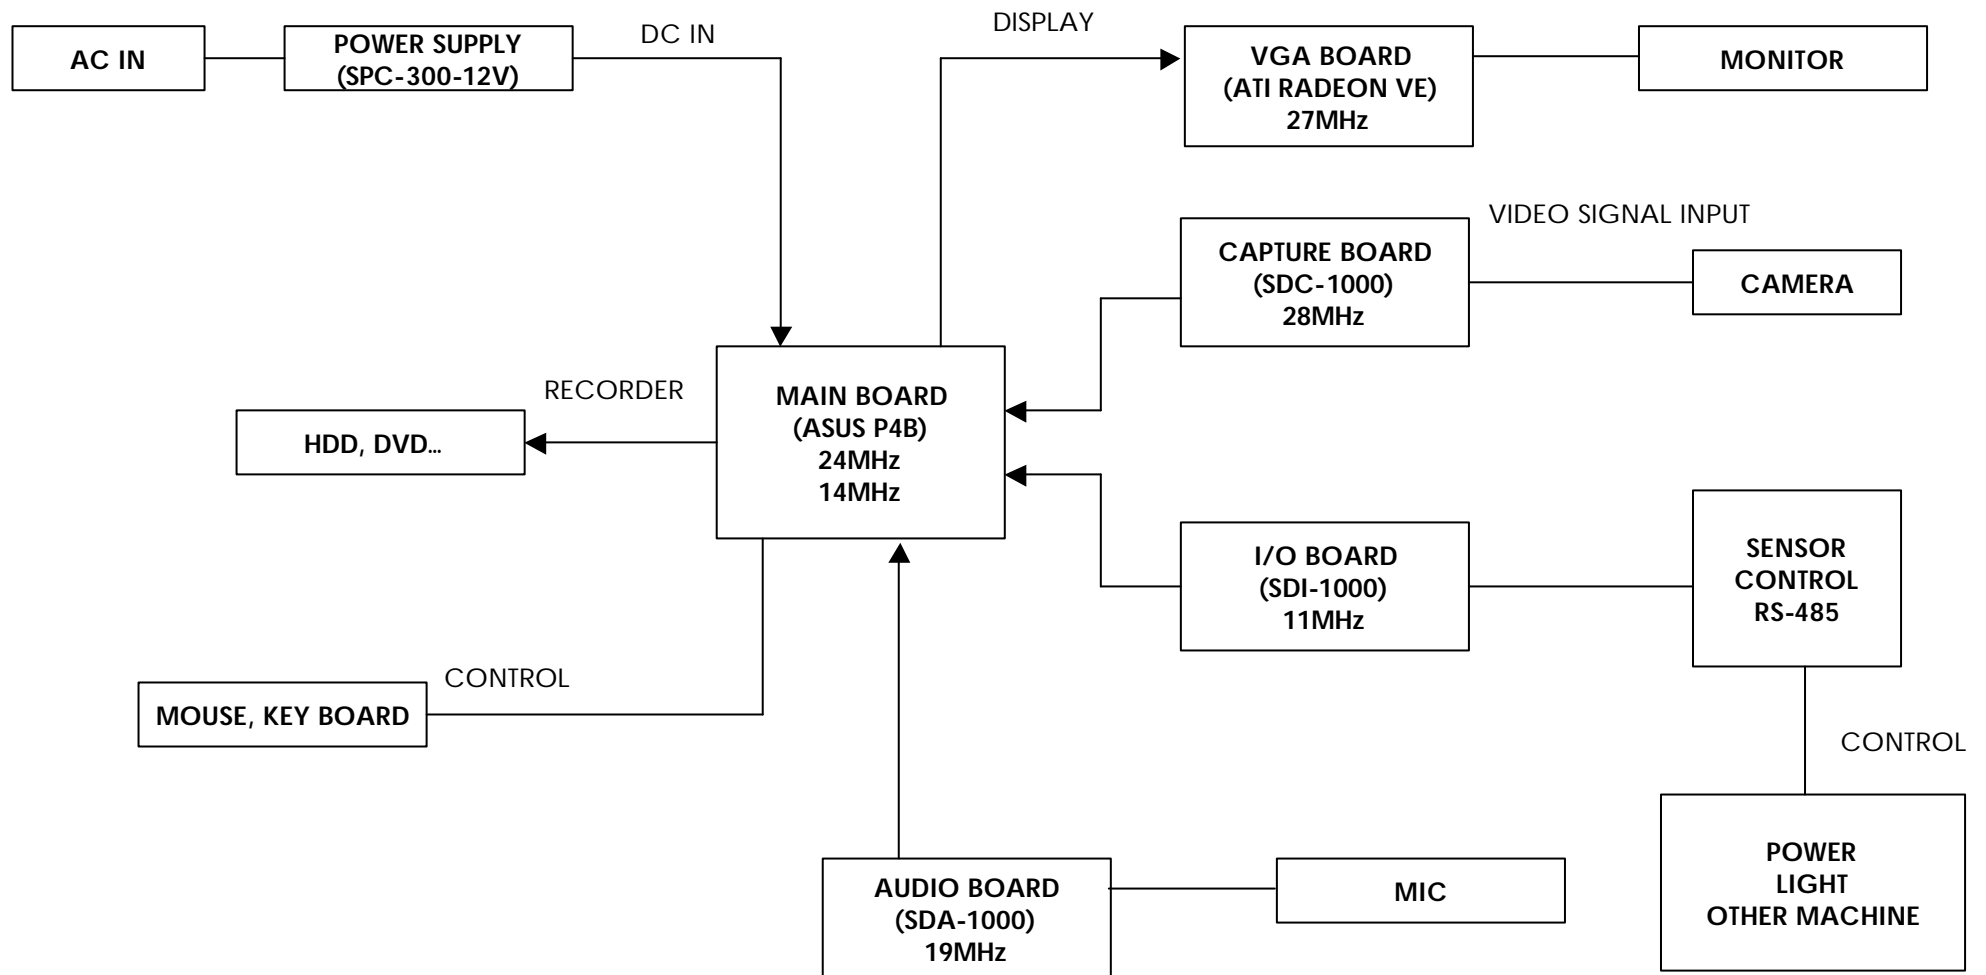 AC IN
POWER SUPPLY
(SPC-300-12V)
DC IN
DISPLAY
VGA BOARD
(ATI RADEON VE)
27MHz
MONITOR
VIDEO SIGNAL INPUT
CAPTURE BOARD
(SDC-1000)
28MHz
CAMERA
RECORDER
HDD, DVD...
MAIN BOARD
(ASUS P4B)
24MHz
14MHz
I/O BOARD
(SDI-1000)
11MHz
SENSOR
CONTROL
RS-485
CONTROL
MOUSE, KEY BOARD
CONTROL
POWER
LIGHT
OTHER MACHINE
AUDIO BOARD
(SDA-1000)
19MHz
MIC